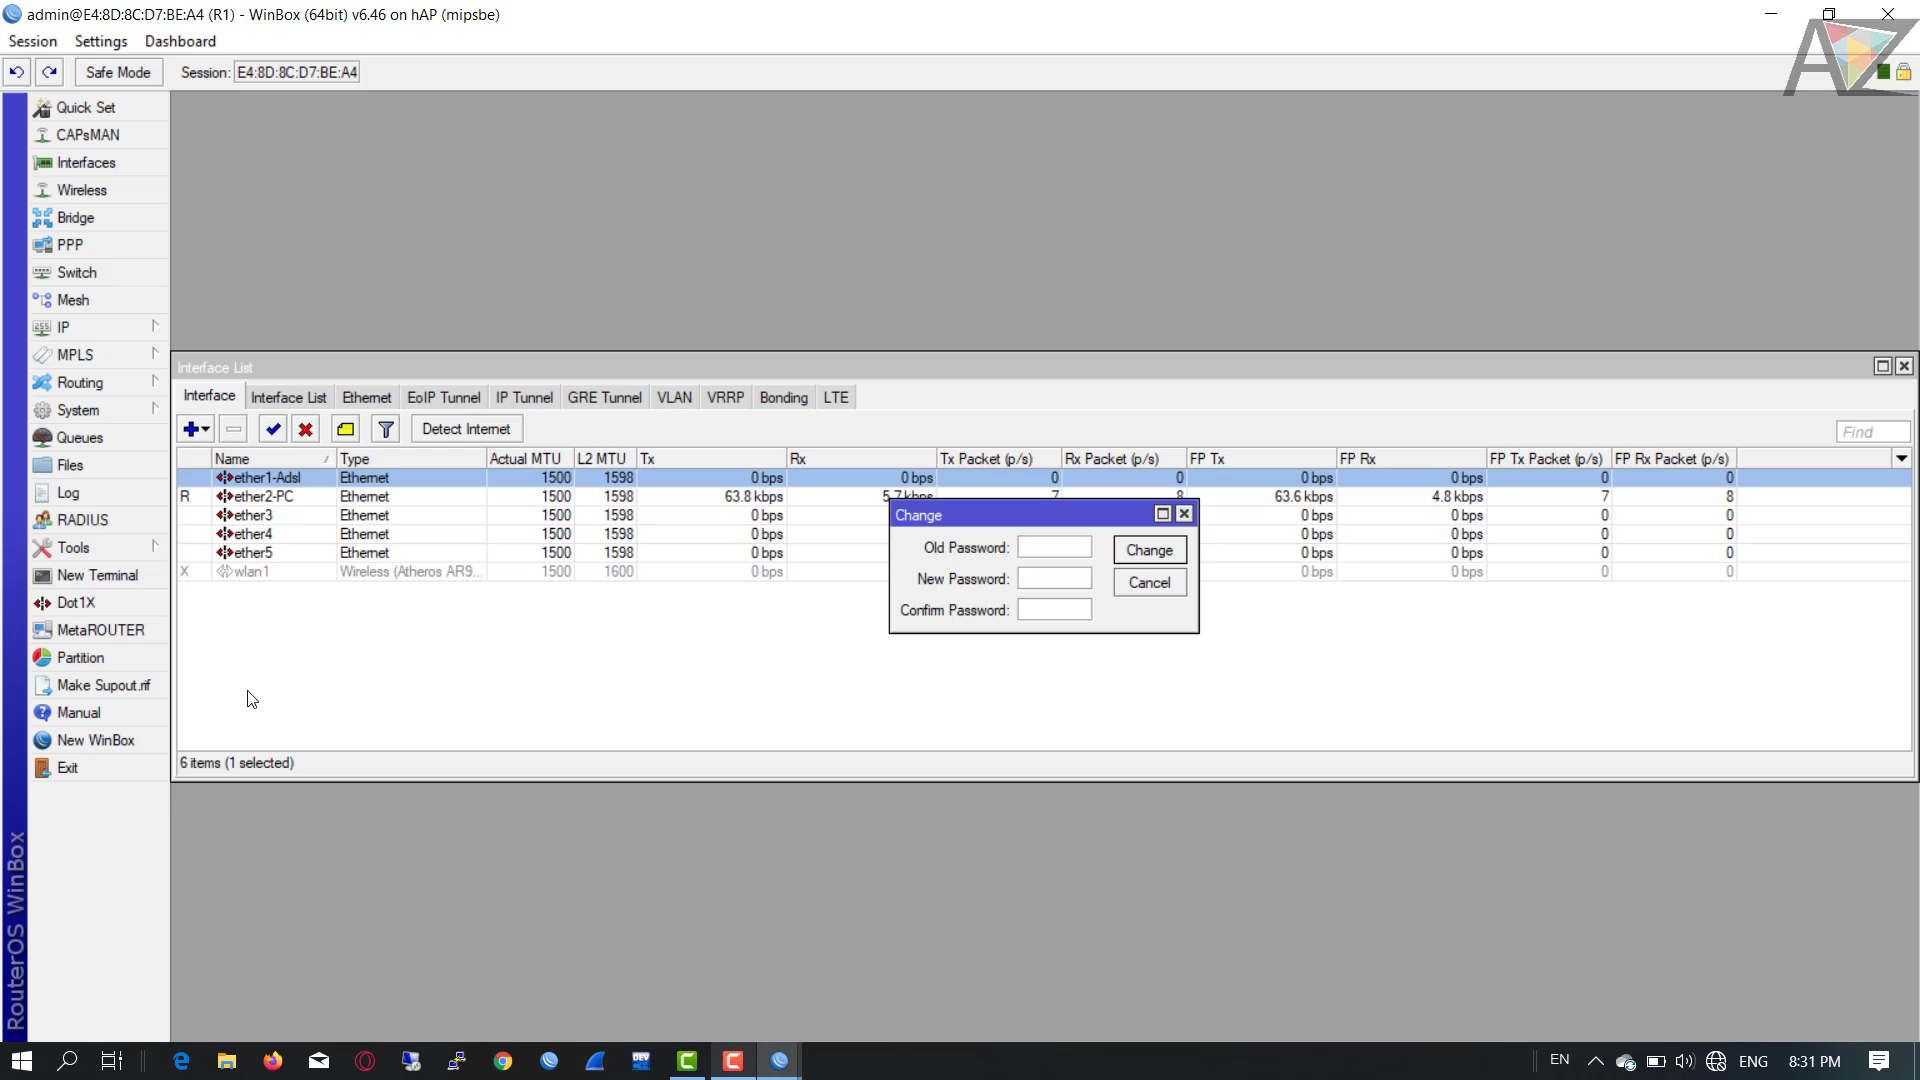 admin@E4:8D:8C:D7:BE:A4 (R1) - WinBox (64bit) v6.46 on hAP (mipsbe)
Session Settings Dashboard
Safe Mode Session: E4:8D:8C:D7:BE:A4
AZ
Quick Set
CAPsMAN
Interfaces
Wireless
Bridge
PPP
Switch
Mesh
IP
MPLS
Routing
System
Queues
Files
Log
RADIUS
Tools
New Terminal
Dot1X
MetaROUTER
Partition
Make Supout.rif
Manual
New WinBox
Exit
RouterOS WinBox
Interface List
Interface Interface List Ethernet EoIP Tunnel IP Tunnel GRE Tunnel VLAN VRRP Bonding LTE
Detect Internet Find
Name Type Actual MTU L2 MTU Tx Rx Tx Packet (p/s) Rx Packet (p/s) FP Tx FP Rx FP Tx Packet (p/s) FP Rx Packet (p/s)
ether1-Adsl Ethernet 1500 1598 0 bps 0 bps 0 0 0 bps 0 bps 0 0
R ether2-PC Ethernet 1500 1598 63.8 kbps 5.7 kbps 7 8 63.6 kbps 4.8 kbps 7 8
ether3 Ethernet 1500 1598 0 bps 0 bps 0 bps 0 0
ether4 Ethernet 1500 1598 0 bps 0 bps 0 bps 0 0
ether5 Ethernet 1500 1598 0 bps 0 bps 0 bps 0 0
X wlan1 Wireless (Atheros AR9... 1500 1600 0 bps 0 bps 0 bps 0 0
Change
Old Password: Change
New Password: Cancel
Confirm Password:
6 items (1 selected)
DEV
EN ENG 8:31 PM